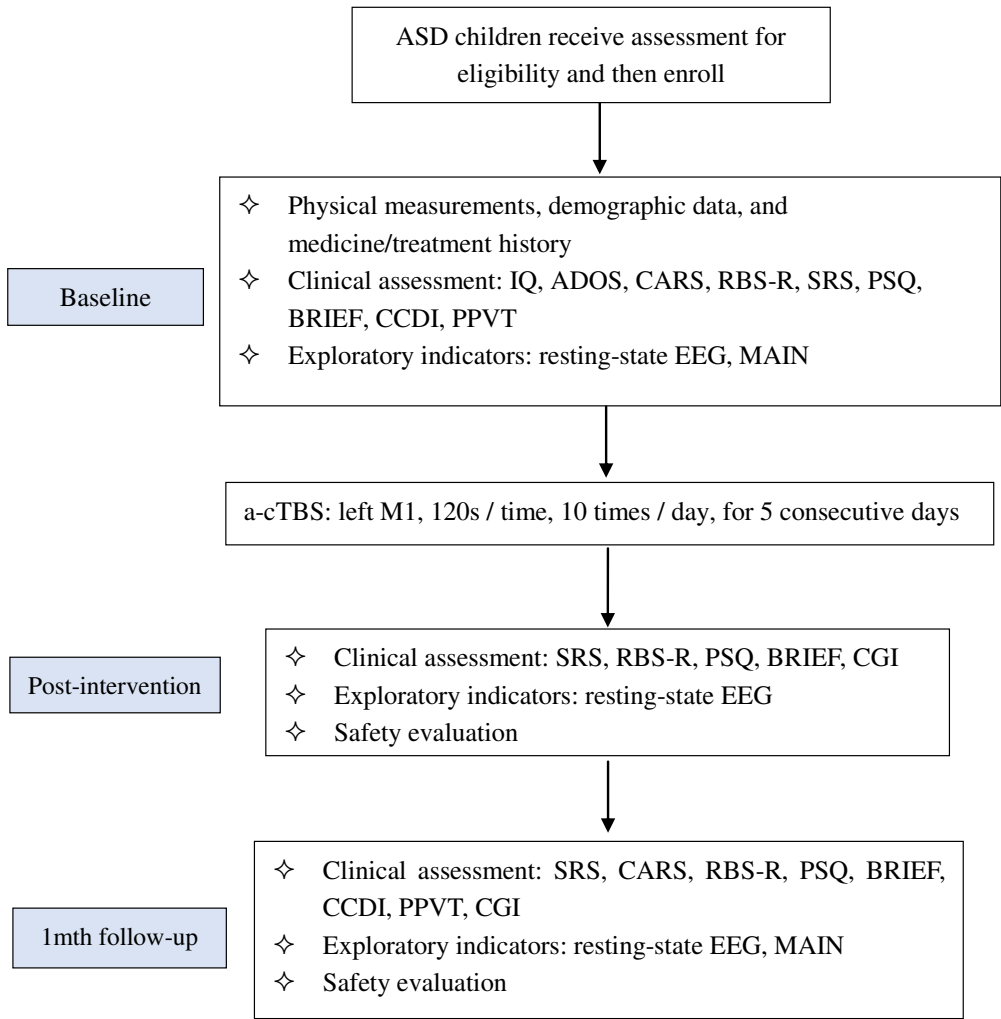 ASD children receive assessment for
eligibility and then enroll
Baseline
✧ Physical measurements, demographic data, and
medicine/treatment history
✧ Clinical assessment: IQ, ADOS, CARS, RBS-R, SRS, PSQ,
BRIEF, CCDI, PPVT
✧ Exploratory indicators: resting-state EEG, MAIN
a-cTBS: left M1, 120s / time, 10 times / day, for 5 consecutive days
Post-intervention
✧ Clinical assessment: SRS, RBS-R, PSQ, BRIEF, CGI
✧ Exploratory indicators: resting-state EEG
✧ Safety evaluation
1mth follow-up
✧ Clinical assessment: SRS, CARS, RBS-R, PSQ, BRIEF,
CCDI, PPVT, CGI
✧ Exploratory indicators: resting-state EEG, MAIN
✧ Safety evaluation